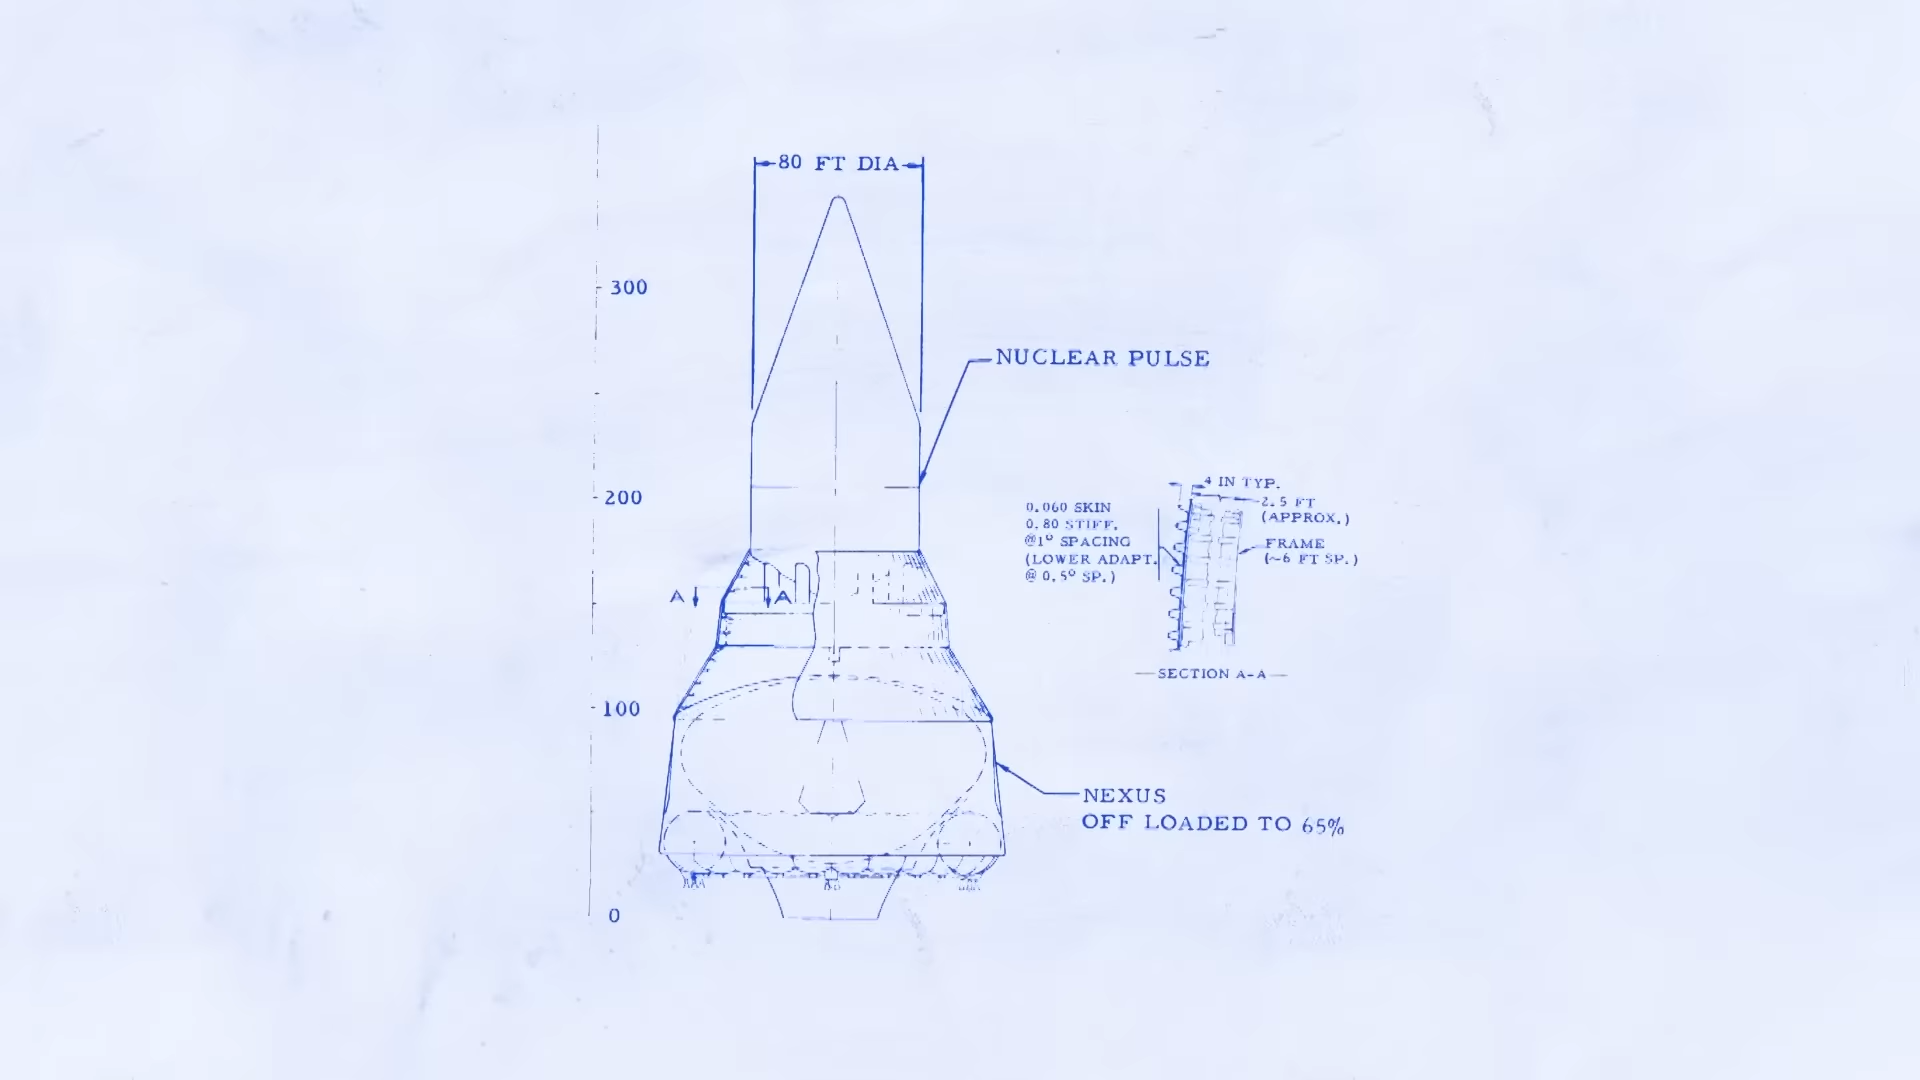 80 FT DIA
300
NUCLEAR PULSE
200
4 IN TYP.
2.5 FT
(APPROX.)
FRAME
(~6 FT SP.)
0.060 SKIN
0.80 STIFF.
@1° SPACING
(LOWER ADAPT.
@ 0.5° SP.)
A A
SECTION A-A
100
NEXUS
OFF LOADED TO 65%
0